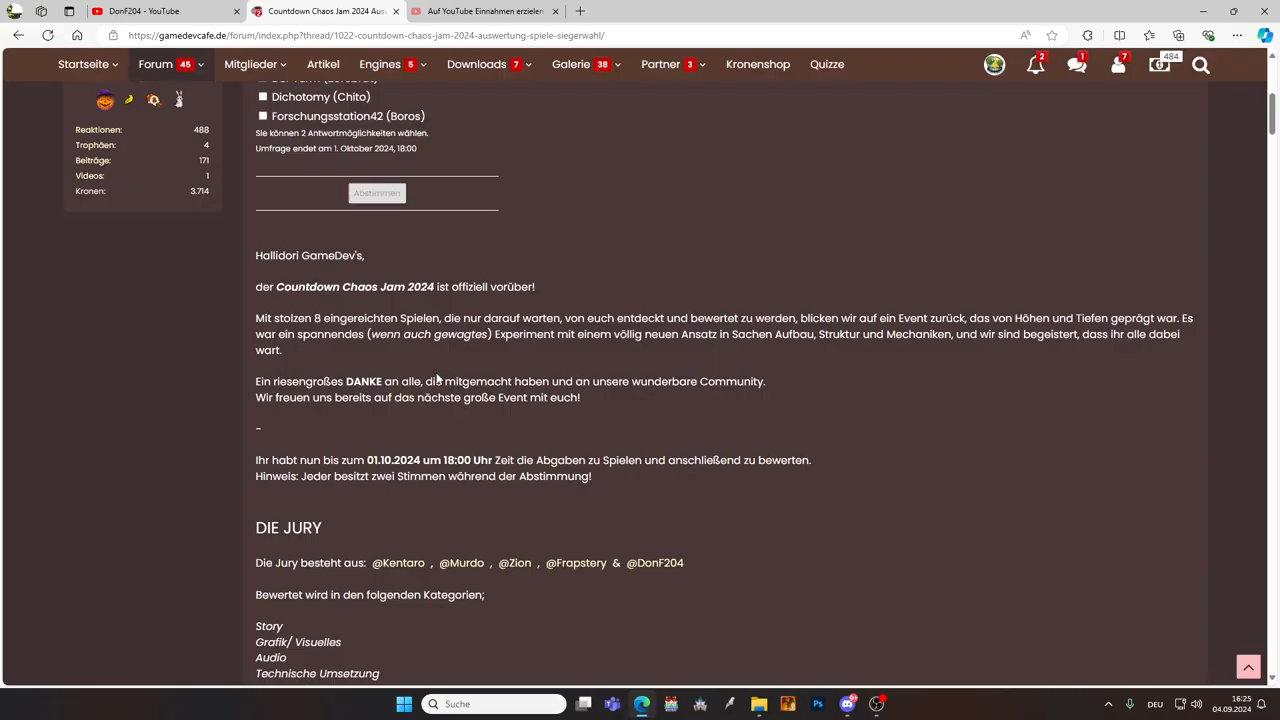 DonF204 - YouTube
Countdown Chaos Jam 2024 Aus
Auf YouTube Einnahmen erzielen
https://gamedevcafe.de/forum/index.php?thread/1022-countdown-chaos-jam-2024-auswertung-spiele-siegerwahl/
Startseite Forum 45 Mitglieder Artikel Engines 5 Downloads 7 Galerie 38 Partner 3 Kronenshop Quizze 2 1 7 484
Dichotomy (Chito)
Forschungsstation42 (Boros)
Sie können 2 Antwortmöglichkeiten wählen.
Umfrage endet am 1. Oktober 2024, 18:00
Abstimmen
Reaktionen: 488
Trophäen: 4
Beiträge: 171
Videos: 1
Kronen: 3.714
Hallidori GameDev's,
der Countdown Chaos Jam 2024 ist offiziell vorüber!
Mit stolzen 8 eingereichten Spielen, die nur darauf warten, von euch entdeckt und bewertet zu werden, blicken wir auf ein Event zurück, das von Höhen und Tiefen geprägt war. Es
war ein spannendes (wenn auch gewagtes) Experiment mit einem völlig neuen Ansatz in Sachen Aufbau, Struktur und Mechaniken, und wir sind begeistert, dass ihr alle dabei
wart.
Ein riesengroßes DANKE an alle, die mitgemacht haben und an unsere wunderbare Community.
Wir freuen uns bereits auf das nächste große Event mit euch!
-
Ihr habt nun bis zum 01.10.2024 um 18:00 Uhr Zeit die Abgaben zu Spielen und anschließend zu bewerten.
Hinweis: Jeder besitzt zwei Stimmen während der Abstimmung!
DIE JURY
Die Jury besteht aus: @Kentaro , @Murdo , @Zion , @Frapstery & @DonF204
Bewertet wird in den folgenden Kategorien;
Story
Grafik/ Visuelles
Audio
Technische Umsetzung
Suche
DEU
16:25
04.09.2024